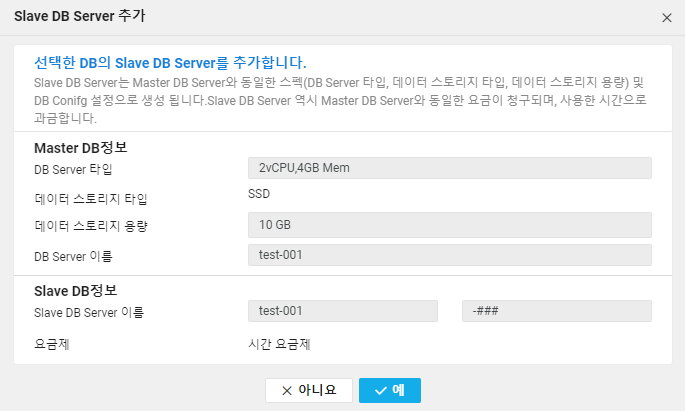 Slave DB Server 추가
선택한 DB의 Slave DB Server를 추가합니다.
Slave DB Server는 Master DB Server와 동일한 스펙(DB Server 타입, 데이터 스토리지 타입, 데이터 스토리지 용량) 및
DB Conifg 설정으로 생성 됩니다.Slave DB Server 역시 Master DB Server와 동일한 요금이 청구되며, 사용한 시간으로
과금합니다.
Master DB정보
DB Server 타입 2vCPU,4GB Mem
데이터 스토리지 타입 SSD
데이터 스토리지 용량 10 GB
DB Server 이름 test-001
Slave DB정보
Slave DB Server 이름 test-001 -###
요금제 시간 요금제
아니요 예